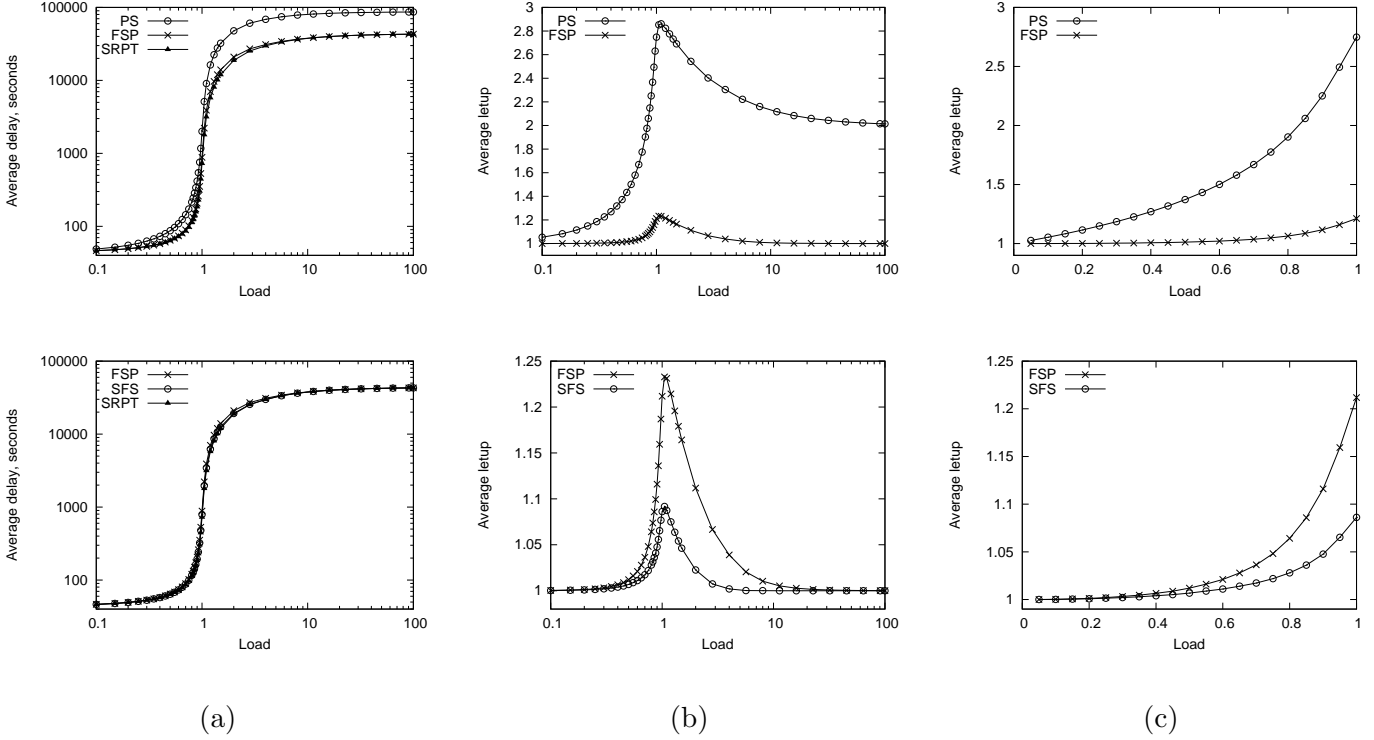 Average delay, seconds
100000
10000
1000
100
0.1
1
10
100
Load
PS
FSP
SRPT
Average letup
3
2.8
2.6
2.4
2.2
2
1.8
1.6
1.4
1.2
1
0.1
1
10
100
Load
PS
FSP
Average letup
3
2.5
2
1.5
1
0
0.2
0.4
0.6
0.8
1
Load
PS
FSP
Average delay, seconds
100000
10000
1000
100
0.1
1
10
100
Load
FSP
SFS
SRPT
Average letup
1.25
1.2
1.15
1.1
1.05
1
0.1
1
10
100
Load
FSP
SFS
Average letup
1.25
1.2
1.15
1.1
1.05
1
0
0.2
0.4
0.6
0.8
1
Load
FSP
SFS
(a)
(b)
(c)